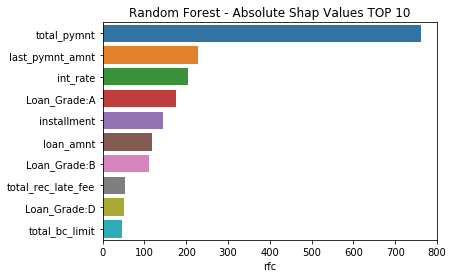 Random Forest - Absolute Shap Values TOP 10
total_pymnt
last_pymnt_amnt
int_rate
Loan_Grade:A
installment
loan_amnt
Loan_Grade:B
total_rec_late_fee
Loan_Grade:D
total_bc_limit
0 100 200 300 400 500 600 700 800
rfc